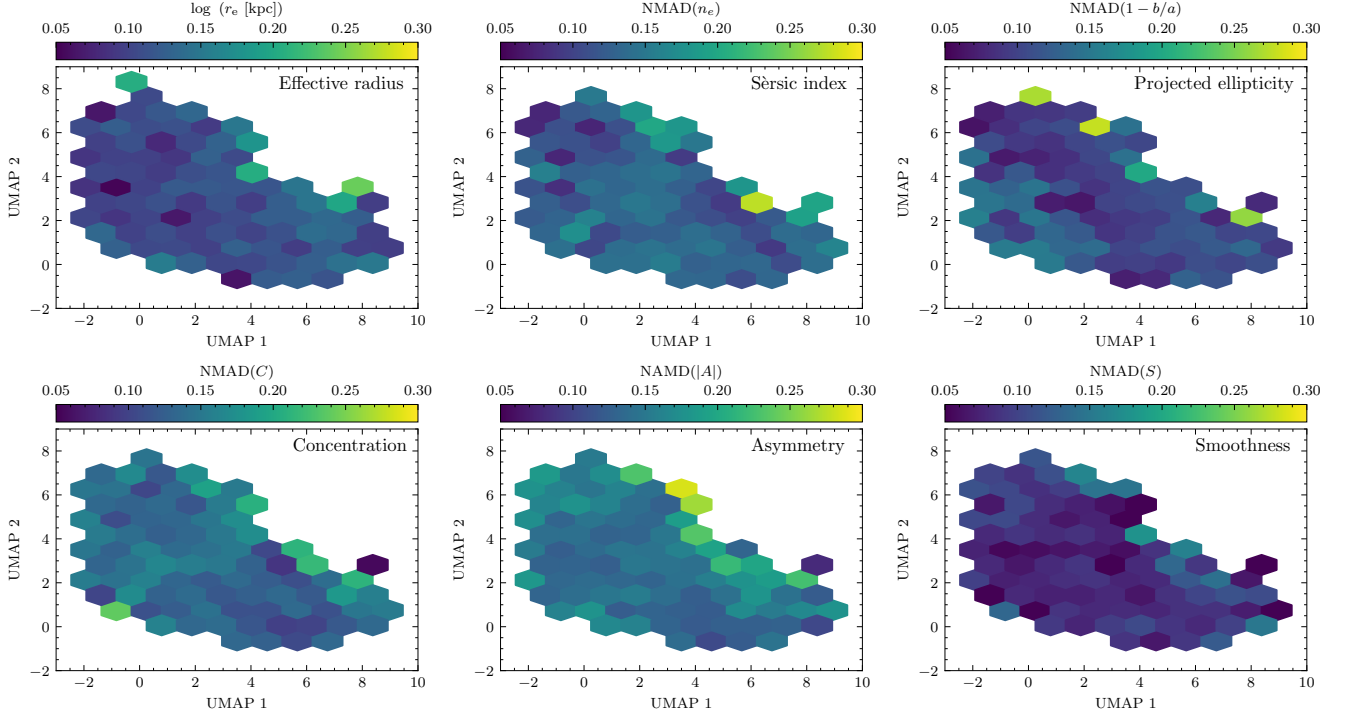 log (r_e [kpc])
0.05 0.10 0.15 0.20 0.25 0.30
Effective radius
8
6
4
2
0
−2
UMAP 2
−2 0 2 4 6 8 10
UMAP 1
NMAD(n_e)
0.05 0.10 0.15 0.20 0.25 0.30
Sèrsic index
8
6
4
2
0
−2
UMAP 2
−2 0 2 4 6 8 10
UMAP 1
NMAD(1 − b/a)
0.05 0.10 0.15 0.20 0.25 0.30
Projected ellipticity
8
6
4
2
0
−2
UMAP 2
−2 0 2 4 6 8 10
UMAP 1
NMAD(C)
0.05 0.10 0.15 0.20 0.25 0.30
Concentration
8
6
4
2
0
−2
UMAP 2
−2 0 2 4 6 8 10
UMAP 1
NAMD(|A|)
0.05 0.10 0.15 0.20 0.25 0.30
Asymmetry
8
6
4
2
0
−2
UMAP 2
−2 0 2 4 6 8 10
UMAP 1
NMAD(S)
0.05 0.10 0.15 0.20 0.25 0.30
Smoothness
8
6
4
2
0
−2
UMAP 2
−2 0 2 4 6 8 10
UMAP 1